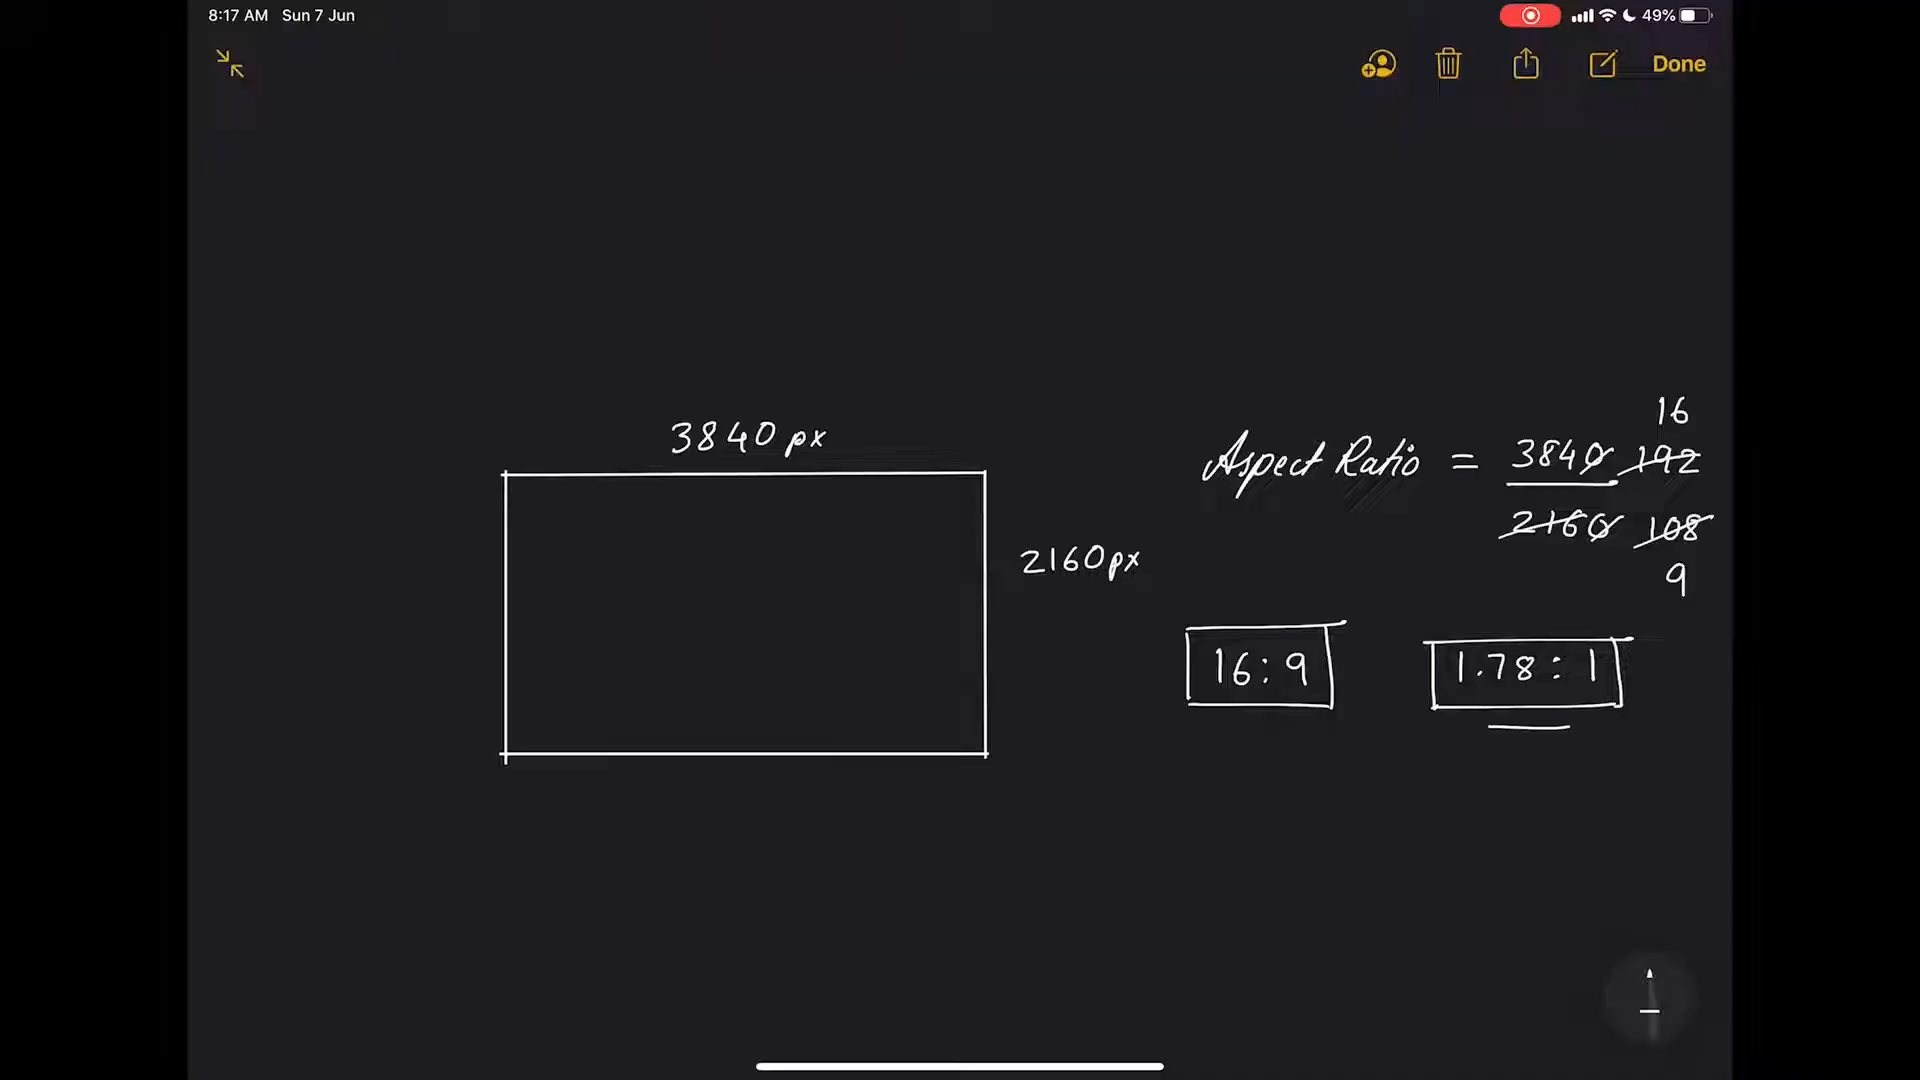 8:17 AM Sun 7 Jun
49%
Done
3840 px
2160px
16
Aspect Ratio = 3840 192
2160 108
9
16:9
1.78:1